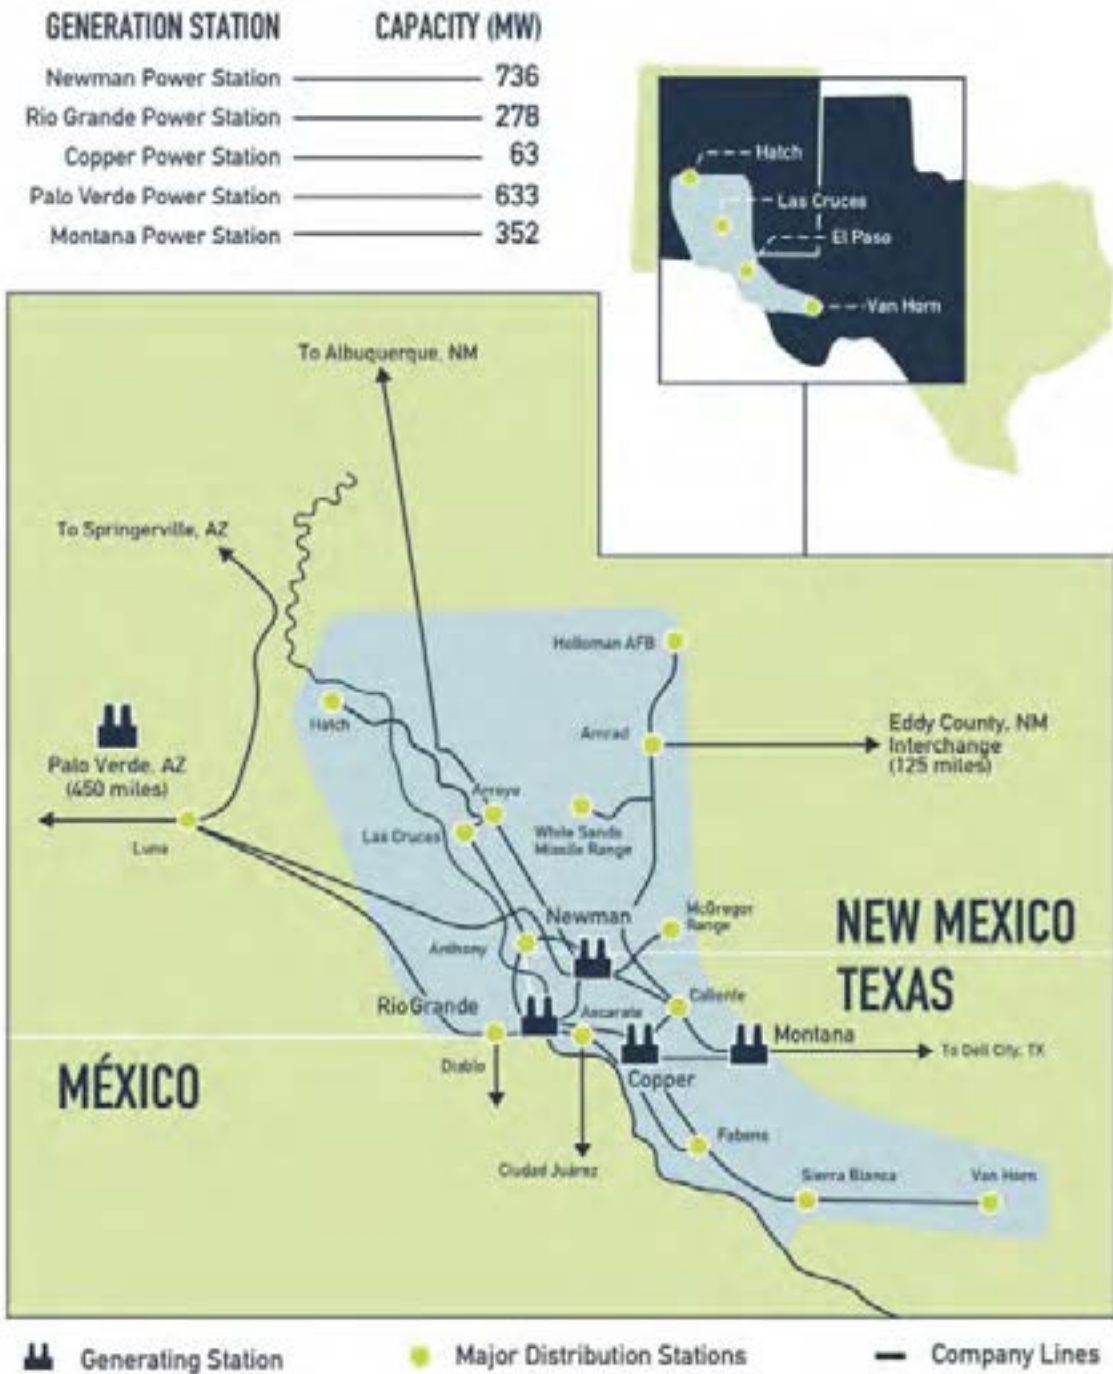 GENERATION STATION CAPACITY (MW)
Newman Power Station 736
Rio Grande Power Station 278
Copper Power Station 63
Palo Verde Power Station 633
Montana Power Station 352
Hatch
Las Cruces
El Paso
Van Horn
To Albuquerque, NM
To Springerville, AZ
Holloman AFB
Hatch
Amrad
Eddy County, NM
Interchange
(125 miles)
Palo Verde, AZ
(450 miles)
Arroyo
Luna
Las Cruces
White Sands
Missile Range
Newman
McGregor
Range
NEW MEXICO
Anthony
TEXAS
Rio Grande
Ascarate
Caliente
Montana
To Dell City, TX
Diablo
MÉXICO
Copper
Fabens
Ciudad Juárez
Sierra Blanca
Van Horn
Generating Station
Major Distribution Stations
Company Lines